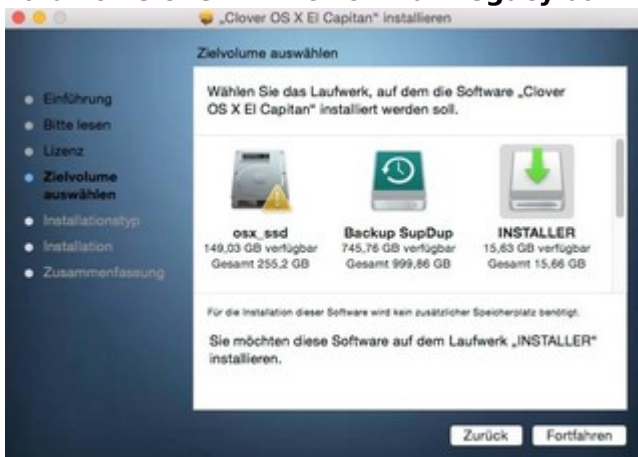 „Clover OS X El Capitan“ installieren
Zielvolume auswählen
Einführung
Bitte lesen
Lizenz
Zielvolume auswählen
Installationstyp
Installation
Zusammenfassung
Wählen Sie das Laufwerk, auf dem die Software „Clover
OS X El Capitan“ installiert werden soll.
osx_ssd
149,03 GB verfügbar
Gesamt 255,2 GB
Backup SupDup
745,76 GB verfügbar
Gesamt 999,86 GB
INSTALLER
15,63 GB verfügbar
Gesamt 15,66 GB
Für die Installation dieser Software wird kein zusätzlicher Speicherplatz benötigt.
Sie möchten diese Software auf dem Laufwerk „INSTALLER“
installieren.
Zurück
Fortfahren